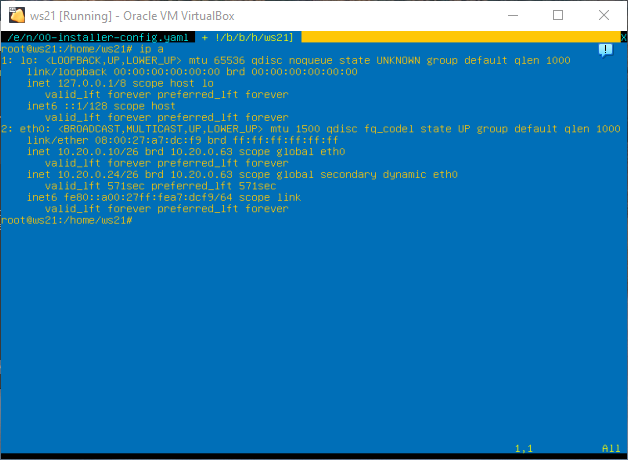 ws21 [Running] - Oracle VM VirtualBox
/e/n/00-installer-config.yaml + !/b/b/h/ws21] X
root@ws21:/home/ws21# ip a
1: lo: <LOOPBACK,UP,LOWER_UP> mtu 65536 qdisc noqueue state UNKNOWN group default qlen 1000
    link/loopback 00:00:00:00:00:00 brd 00:00:00:00:00:00
    inet 127.0.0.1/8 scope host lo
       valid_lft forever preferred_lft forever
    inet6 ::1/128 scope host
       valid_lft forever preferred_lft forever
2: eth0: <BROADCAST,MULTICAST,UP,LOWER_UP> mtu 1500 qdisc fq_codel state UP group default qlen 1000
    link/ether 08:00:27:a7:dc:f9 brd ff:ff:ff:ff:ff:ff
    inet 10.20.0.10/26 brd 10.20.0.63 scope global eth0
       valid_lft forever preferred_lft forever
    inet 10.20.0.24/26 brd 10.20.0.63 scope global secondary dynamic eth0
       valid_lft 571sec preferred_lft 571sec
    inet6 fe80::a00:27ff:fea7:dcf9/64 scope link
       valid_lft forever preferred_lft forever
root@ws21:/home/ws21#
1,1 All